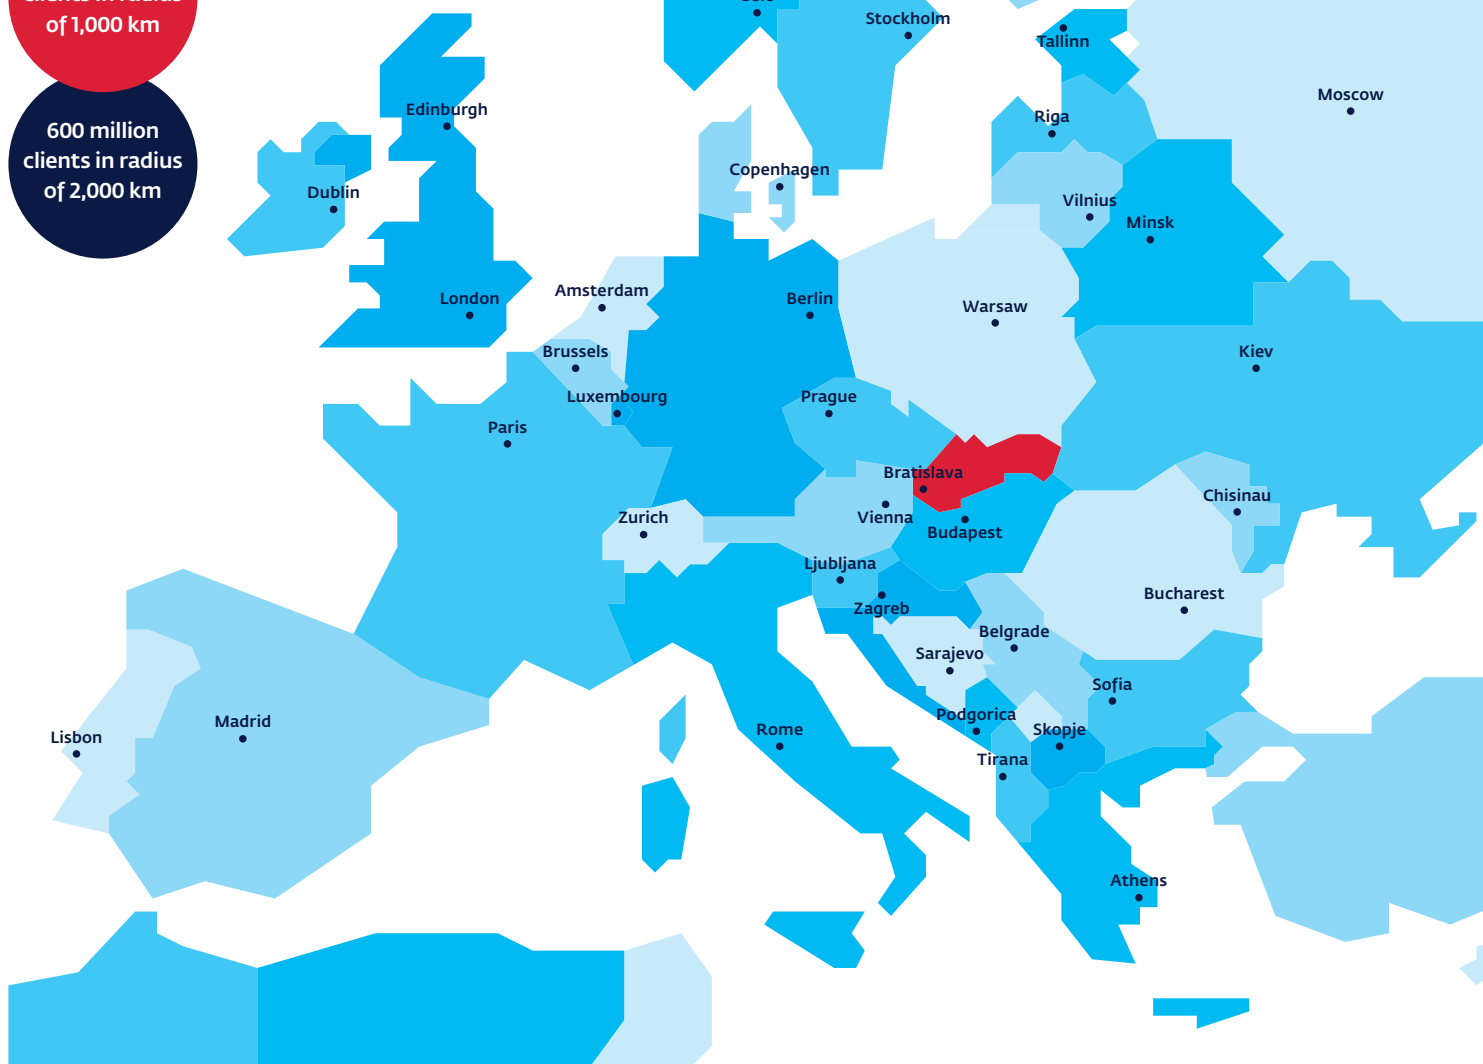 of 1,000 km
600 million
clients in radius
of 2,000 km
Stockholm
Tallinn
Moscow
Edinburgh
Riga
Copenhagen
Dublin
Vilnius
Minsk
Amsterdam
London
Berlin
Warsaw
Brussels
Kiev
Luxembourg
Prague
Paris
Bratislava
Chisinau
Zurich
Vienna
Budapest
Ljubljana
Zagreb
Bucharest
Belgrade
Sarajevo
Sofia
Madrid
Lisbon
Podgorica
Rome
Skopje
Tirana
Athens